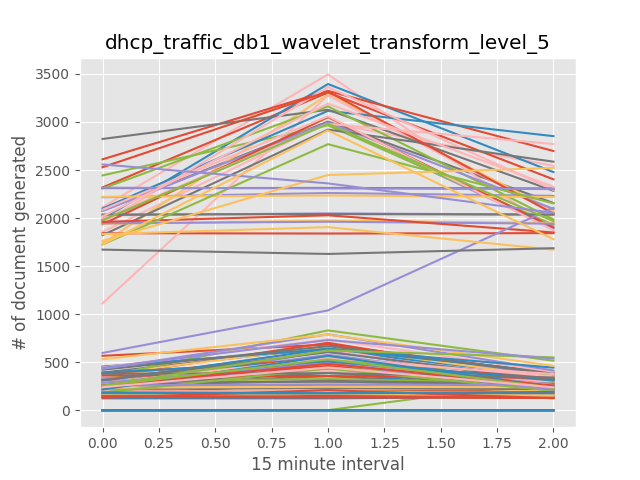 dhcp_traffic_db1_wavelet_transform_level_5
3500
3000
2500
2000
1500
1000
500
0
# of document generated
0.00 0.25 0.50 0.75 1.00 1.25 1.50 1.75 2.00
15 minute interval